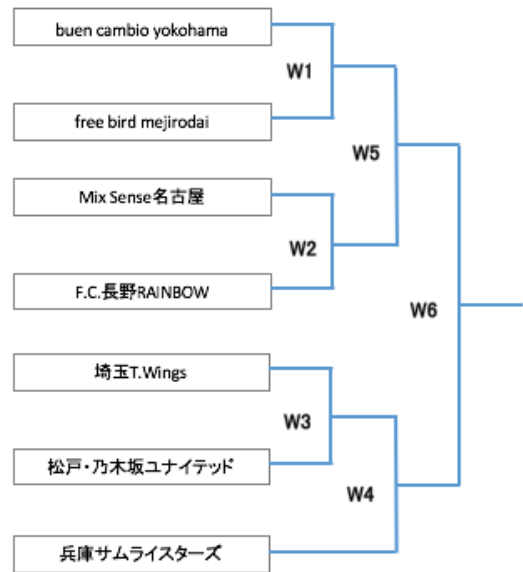 buen cambio yokohama
W1
free bird mejirodai
W5
Mix Sense名古屋
W2
F.C.長野RAINBOW
W6
埼玉T.Wings
W3
松戸・乃木坂ユナイテッド
W4
兵庫サムライスターズ